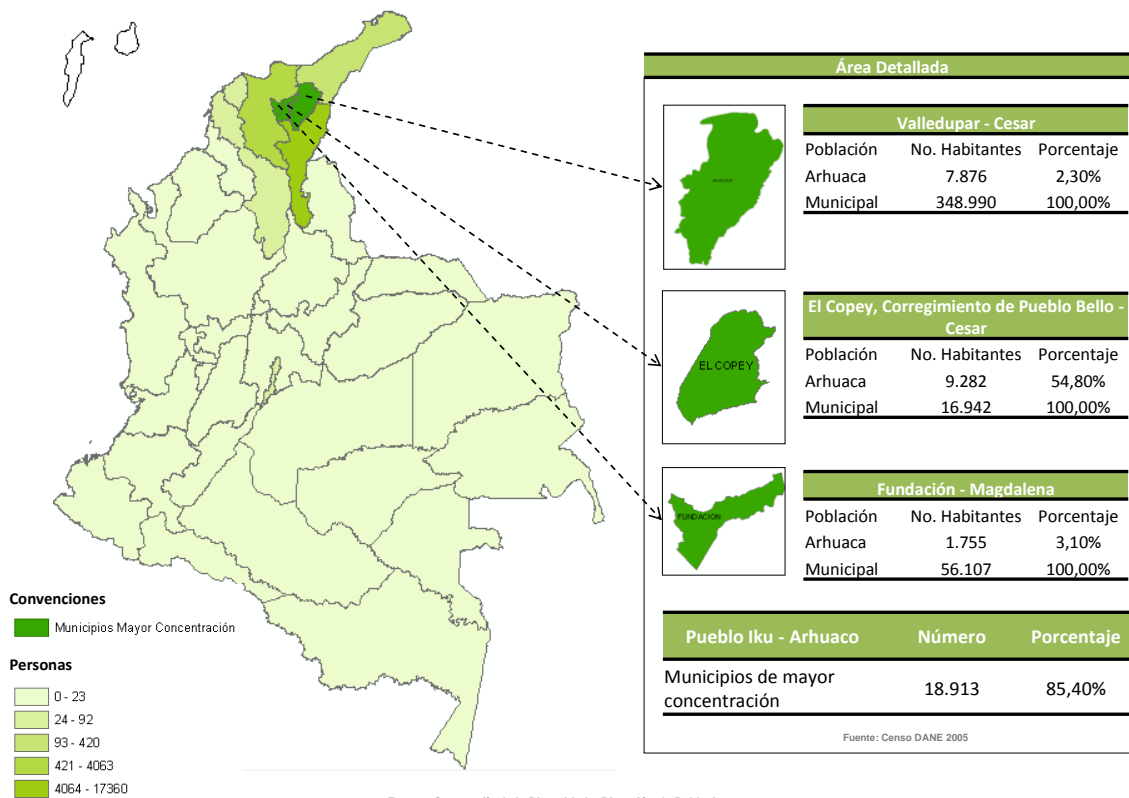 Área Detallada
Valledupar - Cesar
Población No. Habitantes Porcentaje
Arhuaca 7.876 2,30%
Municipal 348.990 100,00%
El Copey, Corregimiento de Pueblo Bello -
Cesar
EL COPEY
Población No. Habitantes Porcentaje
Arhuaca 9.282 54,80%
Municipal 16.942 100,00%
Fundación - Magdalena
FUNDACION
Población No. Habitantes Porcentaje
Arhuaca 1.755 3,10%
Municipal 56.107 100,00%
Pueblo Iku - Arhuaco Número Porcentaje
Municipios de mayor
concentración 18.913 85,40%
Fuente: Censo DANE 2005
Convenciones
Municipios Mayor Concentración
Personas
0 - 23
24 - 92
93 - 420
421 - 4063
4064 - 17360